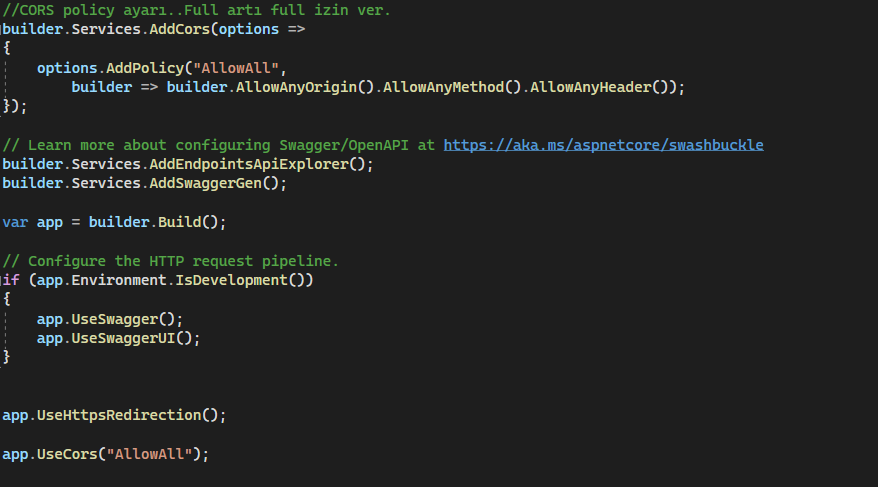 //CORS policy ayarı..Full artı full izin ver.
builder.Services.AddCors(options =>
{
    options.AddPolicy("AllowAll",
        builder => builder.AllowAnyOrigin().AllowAnyMethod().AllowAnyHeader());
});
// Learn more about configuring Swagger/OpenAPI at https://aka.ms/aspnetcore/swashbuckle
builder.Services.AddEndpointsApiExplorer();
builder.Services.AddSwaggerGen();
var app = builder.Build();
// Configure the HTTP request pipeline.
if (app.Environment.IsDevelopment())
{
    app.UseSwagger();
    app.UseSwaggerUI();
}
app.UseHttpsRedirection();
app.UseCors("AllowAll");